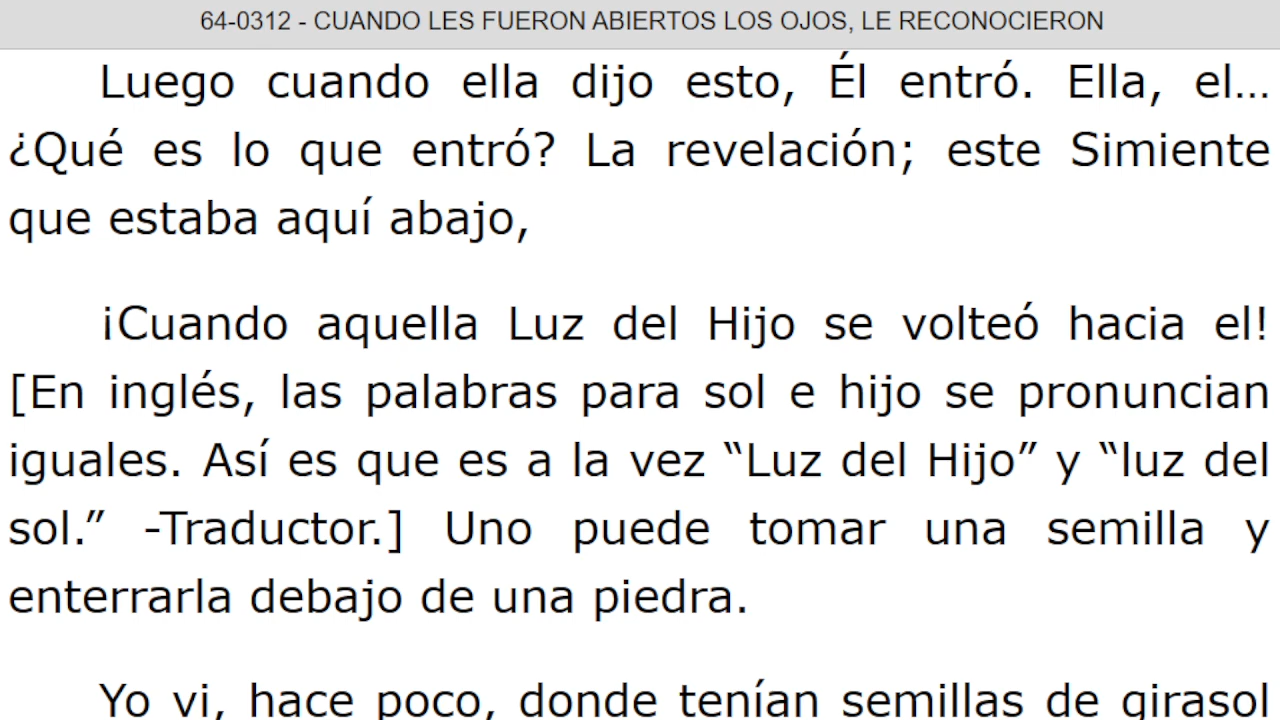 64-0312 - CUANDO LES FUERON ABIERTOS LOS OJOS, LE RECONOCIERON
Luego cuando ella dijo esto, Él entró. Ella, el…
¿Qué es lo que entró? La revelación; este Simiente
que estaba aquí abajo,
¡Cuando aquella Luz del Hijo se volteó hacia el!
[En inglés, las palabras para sol e hijo se pronuncian
iguales. Así es que es a la vez “Luz del Hijo” y “luz del
sol.” -Traductor.] Uno puede tomar una semilla y
enterrarla debajo de una piedra.
Yo vi, hace poco, donde tenían semillas de girasol